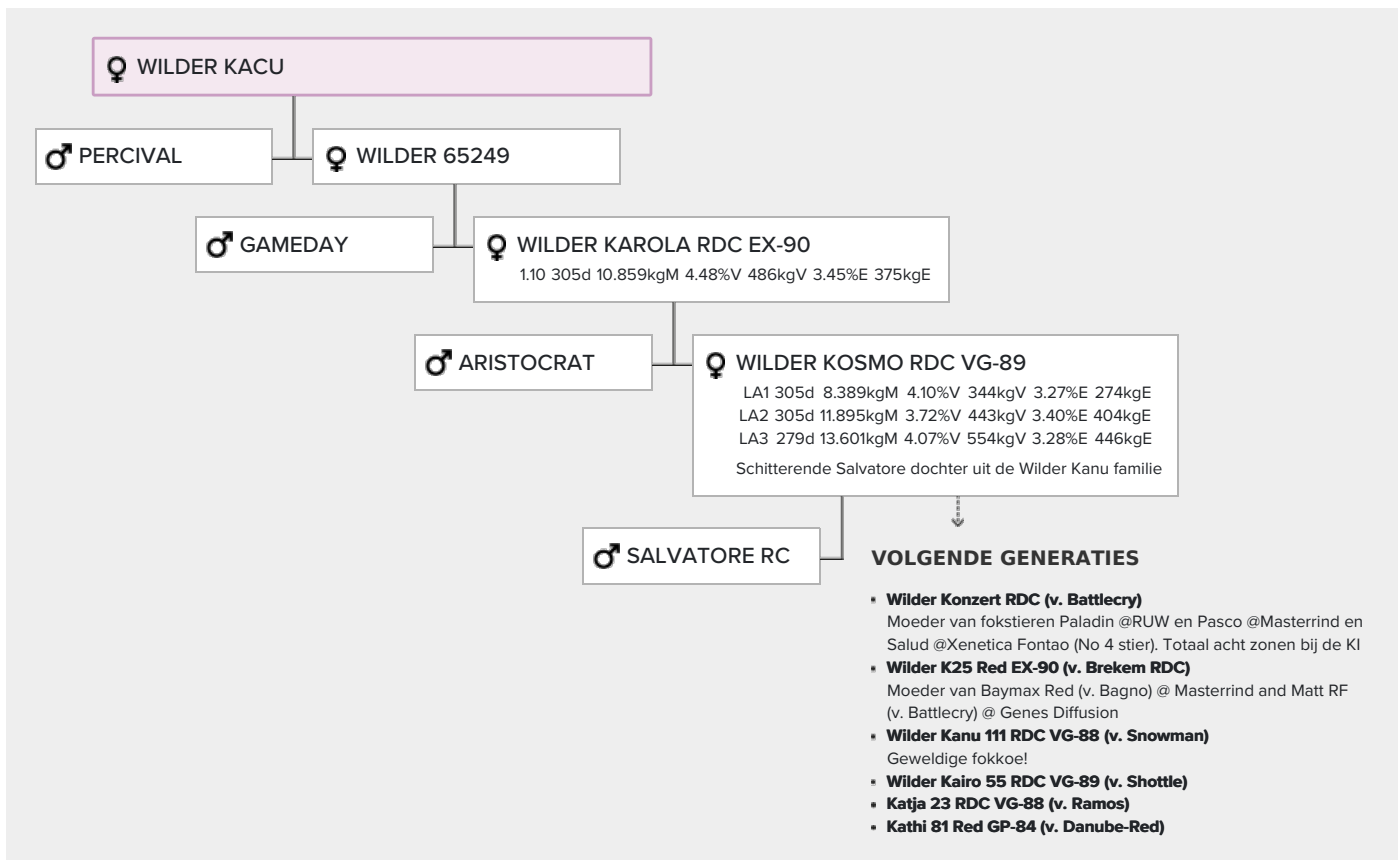 WILDER KACU
PERCIVAL
WILDER 65249
GAMEDAY
WILDER KAROLA RDC EX-90
1.10 305d 10.859kgM 4.48%V 486kgV 3.45%E 375kgE
ARISTOCRAT
WILDER KOSMO RDC VG-89
LA1 305d 8.389kgM 4.10%V 344kgV 3.27%E 274kgE
LA2 305d 11.895kgM 3.72%V 443kgV 3.40%E 404kgE
LA3 279d 13.601kgM 4.07%V 554kgV 3.28%E 446kgE
Schitterende Salvatore dochter uit de Wilder Kanu familie
SALVATORE RC
VOLGENDE GENERATIES
Wilder Konzert RDC (v. Battlecry)
Moeder van fokstieren Paladin @RUW en Pasco @Masterrind en
Salud @Xenetica Fontao (No 4 stier). Totaal acht zonen bij de KI
Wilder K25 Red EX-90 (v. Brekem RDC)
Moeder van Baymax Red (v. Bagno) @ Masterrind and Matt RF
(v. Battlecry) @ Genes Diffusion
Wilder Kanu 111 RDC VG-88 (v. Snowman)
Geweldige fokkoe!
Wilder Kairo 55 RDC VG-89 (v. Shottle)
Katja 23 RDC VG-88 (v. Ramos)
Kathi 81 Red GP-84 (v. Danube-Red)